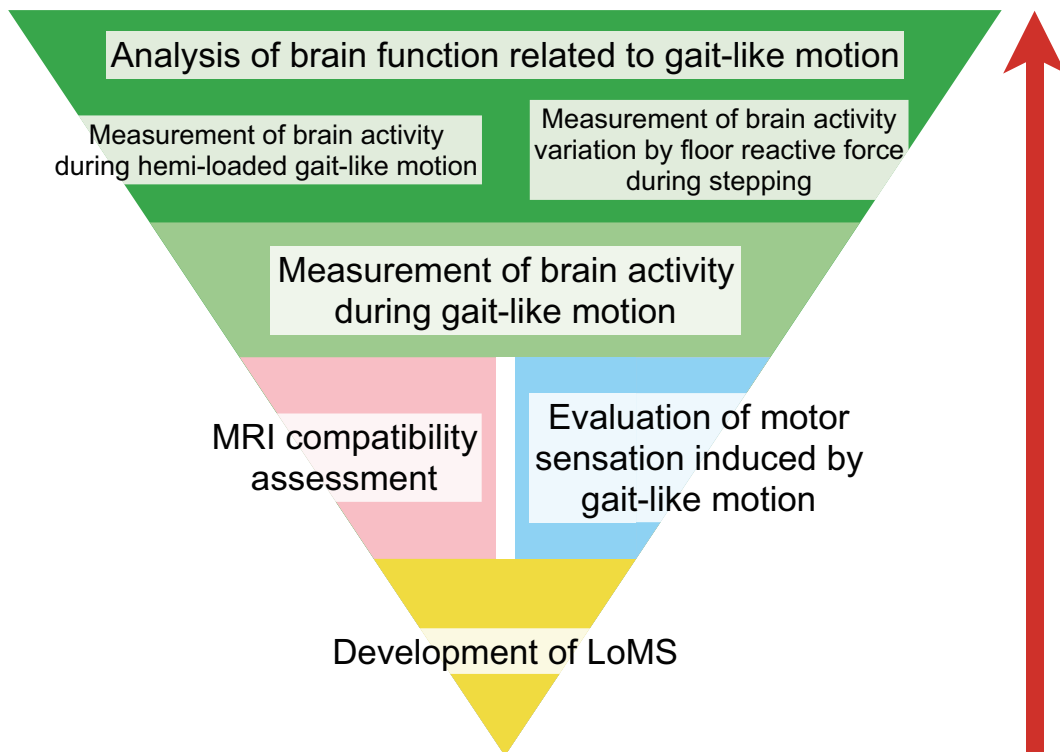 Analysis of brain function related to gait-like motion
Measurement of brain activity
during hemi-loaded gait-like motion
Measurement of brain activity
variation by floor reactive force
during stepping
Measurement of brain activity
during gait-like motion
MRI compatibility
assessment
Evaluation of motor
sensation induced by
gait-like motion
Development of LoMS